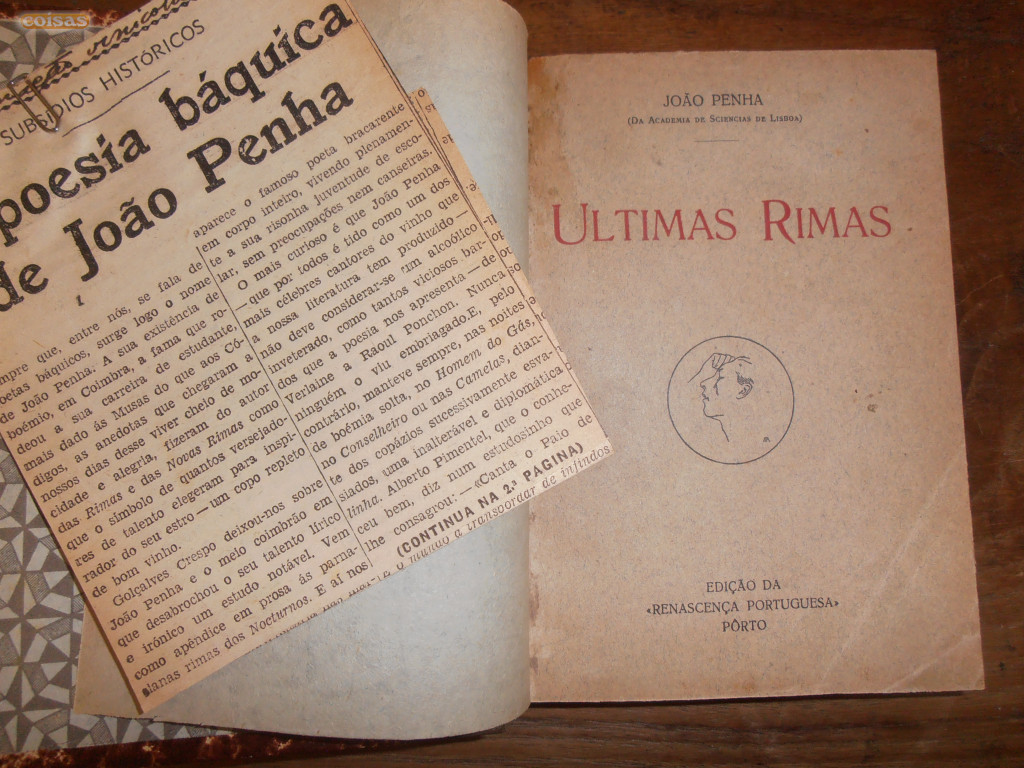 coisas
SUBSÍDIOS HISTÓRICOS
poesia báquica
de João Penha
I
mpre que, entre nós, se fala de
oetas báquicos, surge logo o nome
de João Penha. A sua existência de
boémio, em Coimbra, a fama que ro-
deou a sua carreira de estudante,
mais dado ás Musas do que aos Có-
digos, as anedotas que chegaram a
nossos dias desse viver cheio de mo-
cidade e alegria, fizeram do autor
das Rimas e das Novas Rimas como
que o símbolo de quantos versejado-
res de talento elegeram para inspi-
rador do seu estro — um copo repleto
de bom vinho.
Gonçalves Crespo deixou-nos sobre
João Penha e o meio coimbrão em
que desabrochou o seu talento lírico
e irónico um estudo notável. Vem
como apêndice em prosa ás parna-
sianas rimas dos Nocturnos. E aí nos
aparece o famoso poeta bracarente
em corpo inteiro, vivendo plenamen-
te a sua risonha juventude de esco-
lar, sem preocupações nem canseiras.
O mais curioso é que João Penha
— que por todos é tido como um dos
mais célebres cantores do vinho que
a nossa literatura tem produzido —
não deve considerar-se um alcoólico
inveterado, como tantos viciosos bar-
dos que a poesia nos apresenta — de
Verlaine a Râoul Ponchon. Nunca
ninguém o viu embriagado. E, pelo
contrário, manteve sempre, nas noites
de boémia solta, no Homem do Gás,
no Conselheiro ou nas Camelas, dian-
te dos copázios sucessivamente esva-
siados, uma inalterável e diplomática
linha. Alberto Pimentel, que o conhe-
ceu bem, diz num estudosinho que
lhe consagrou: — «Canta o Paio de
(CONTINUA NA 2.ª PAGINA)
a transbordar de infindos
JOÃO PENHA
(DA ACADEMIA DE SCIENCIAS DE LISBOA)
ULTIMAS RIMAS
EDIÇÃO DA
«RENASCENÇA PORTUGUESA»
PÔRTO